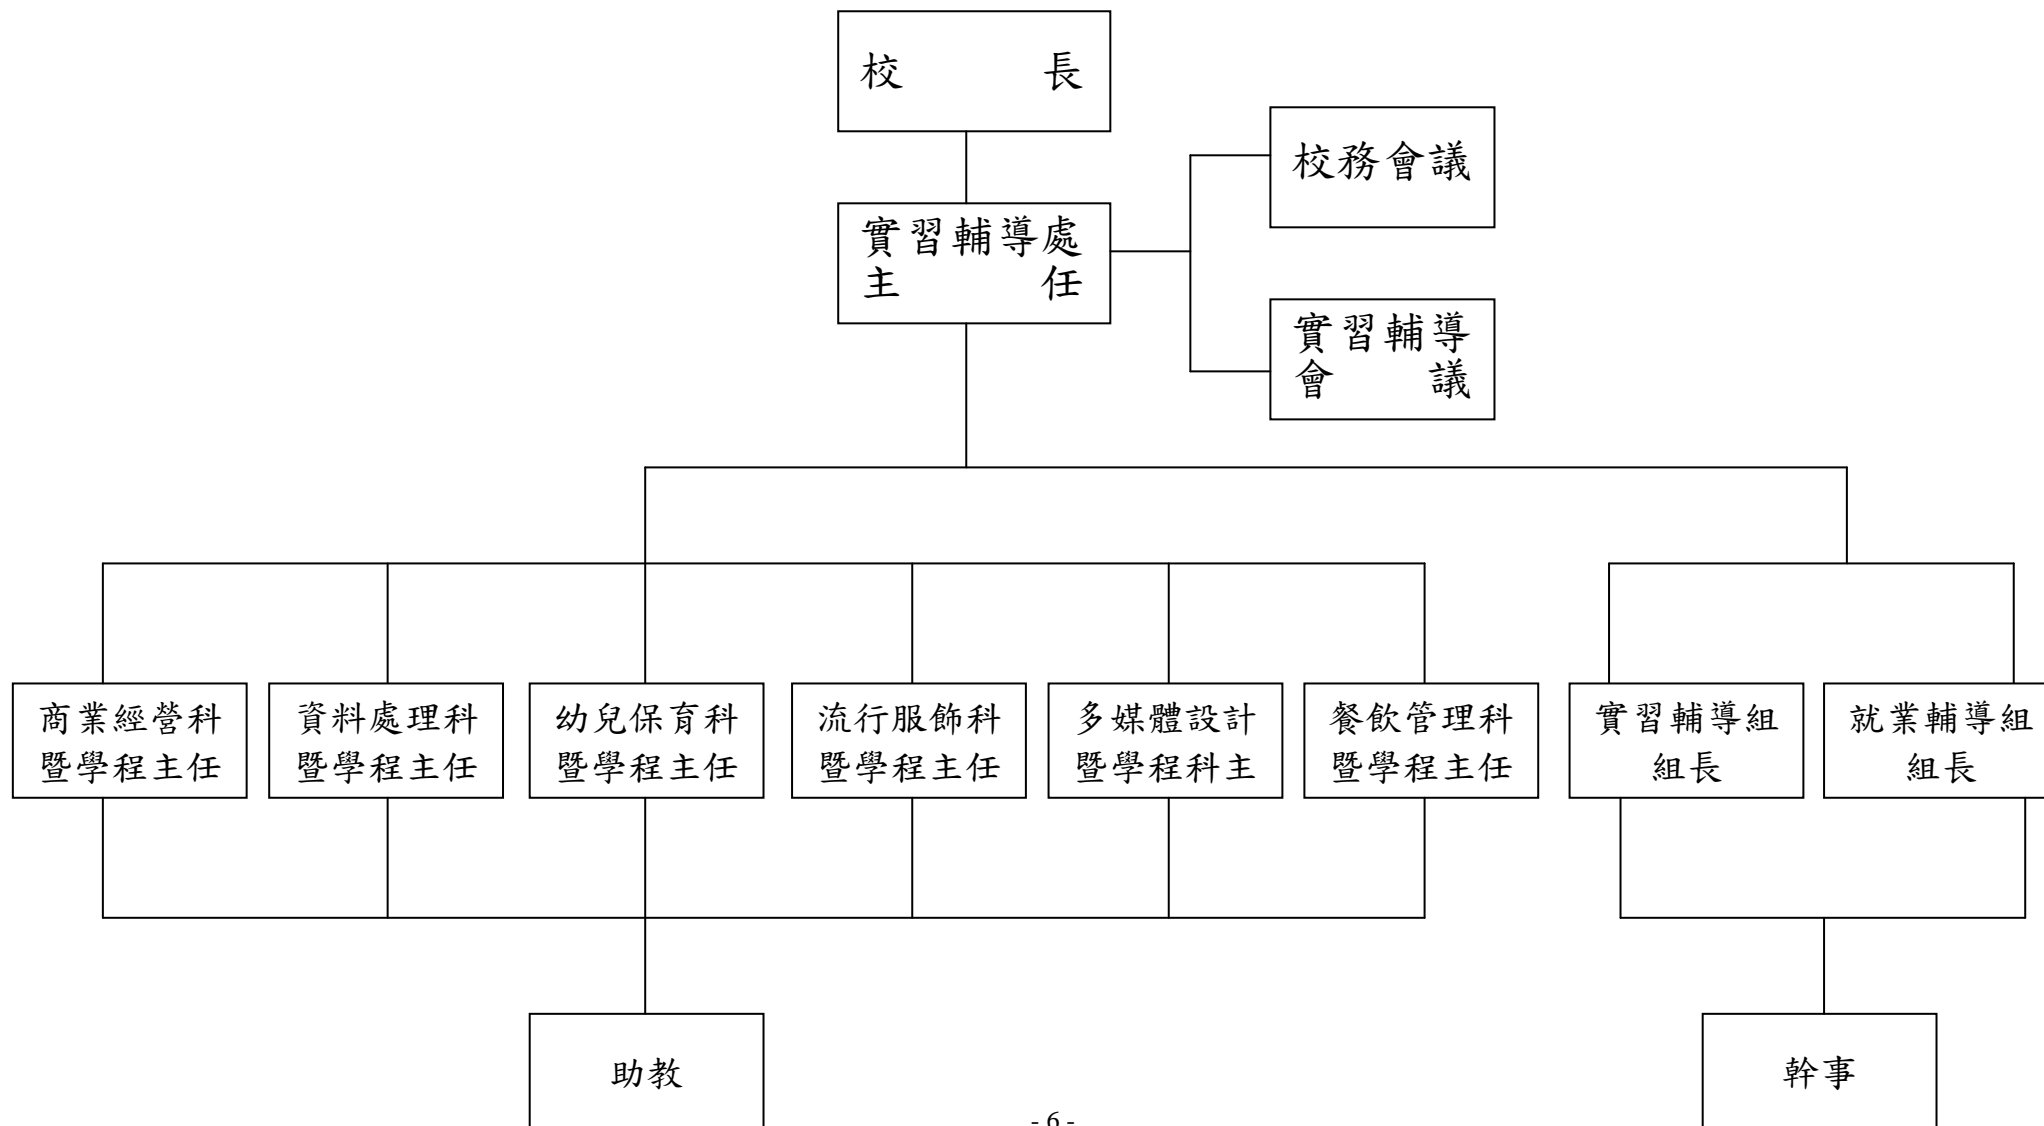 校長
校務會議
實習輔導處
主任
實習輔導
會議
商業經營科
暨學程主任
資料處理科
暨學程主任
幼兒保育科
暨學程主任
流行服飾科
暨學程主任
多媒體設計
暨學程科主
餐飲管理科
暨學程主任
實習輔導組
組長
就業輔導組
組長
助教
幹事
- 6 -